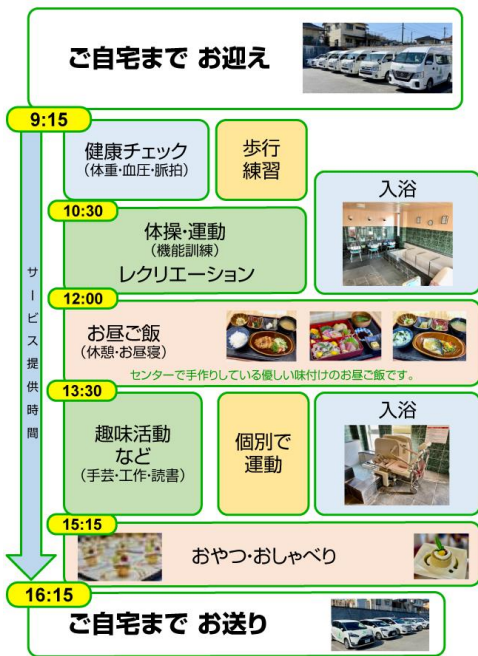 ご自宅まで お迎え
9:15
健康チェック
(体重・血圧・脈拍)
歩行
練習
入浴
10:30
体操・運動
(機能訓練)
レクリエーション
サービス提供時間
12:00
お昼ご飯
(休憩・お昼寝)
センターで手作りしている優しい味付けのお昼ご飯です。
13:30
趣味活動
など
(手芸・工作・読書)
個別で
運動
入浴
15:15
おやつ・おしゃべり
16:15
ご自宅まで お送り